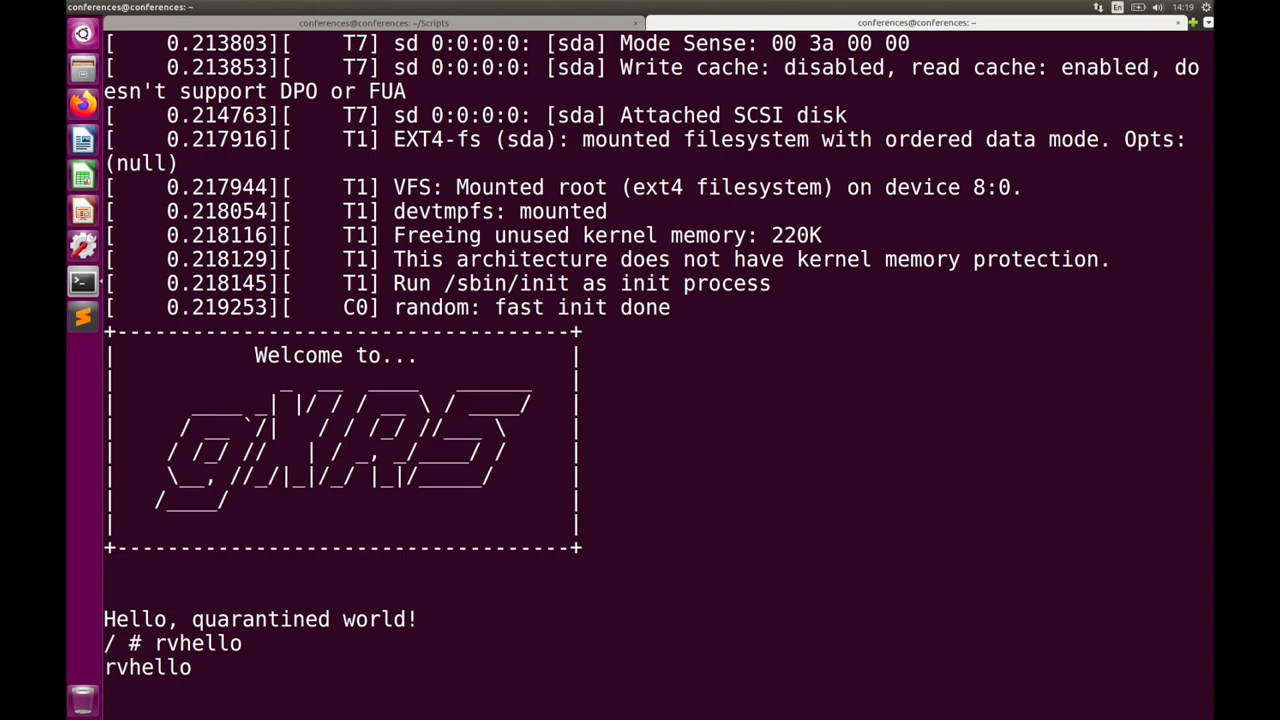 conferences@conferences: ~
14:19
En
conferences@conferences: ~/Scripts
conferences@conferences: ~
[    0.213803][    T7] sd 0:0:0:0: [sda] Mode Sense: 00 3a 00 00
[    0.213853][    T7] sd 0:0:0:0: [sda] Write cache: disabled, read cache: enabled, do
esn't support DPO or FUA
[    0.214763][    T7] sd 0:0:0:0: [sda] Attached SCSI disk
[    0.217916][    T1] EXT4-fs (sda): mounted filesystem with ordered data mode. Opts:
(null)
[    0.217944][    T1] VFS: Mounted root (ext4 filesystem) on device 8:0.
[    0.218054][    T1] devtmpfs: mounted
[    0.218116][    T1] Freeing unused kernel memory: 220K
[    0.218129][    T1] This architecture does not have kernel memory protection.
[    0.218145][    T1] Run /sbin/init as init process
[    0.219253][    C0] random: fast init done
Welcome to...
gXR5
Hello, quarantined world!
/ # rvhello
rvhello